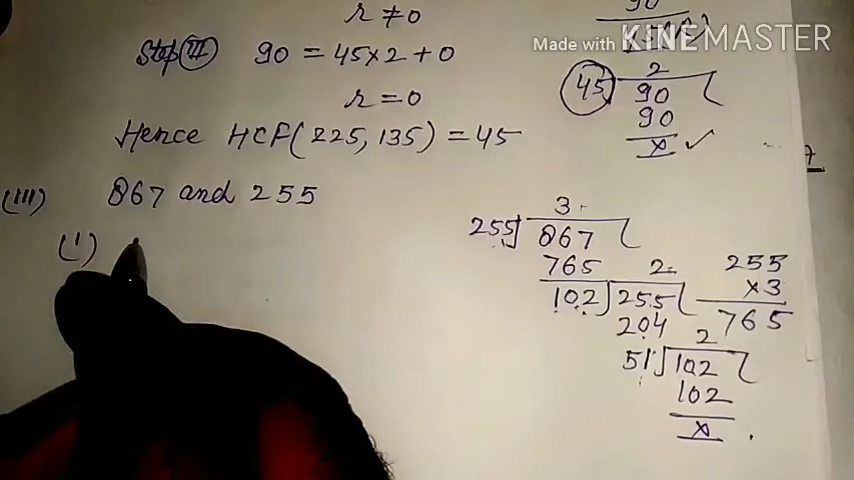 r ≠ 0
90
Made with KINEMASTER
Step (III) 90 = 45×2 + 0
r = 0
2
45) 90 (
90
×
Hence HCF(225, 135) = 45
7
(III) 867 and 255
(1)
3
255) 867 (
765
2
102) 255 (
204
2
51) 102 (
102
×
255
×3
765